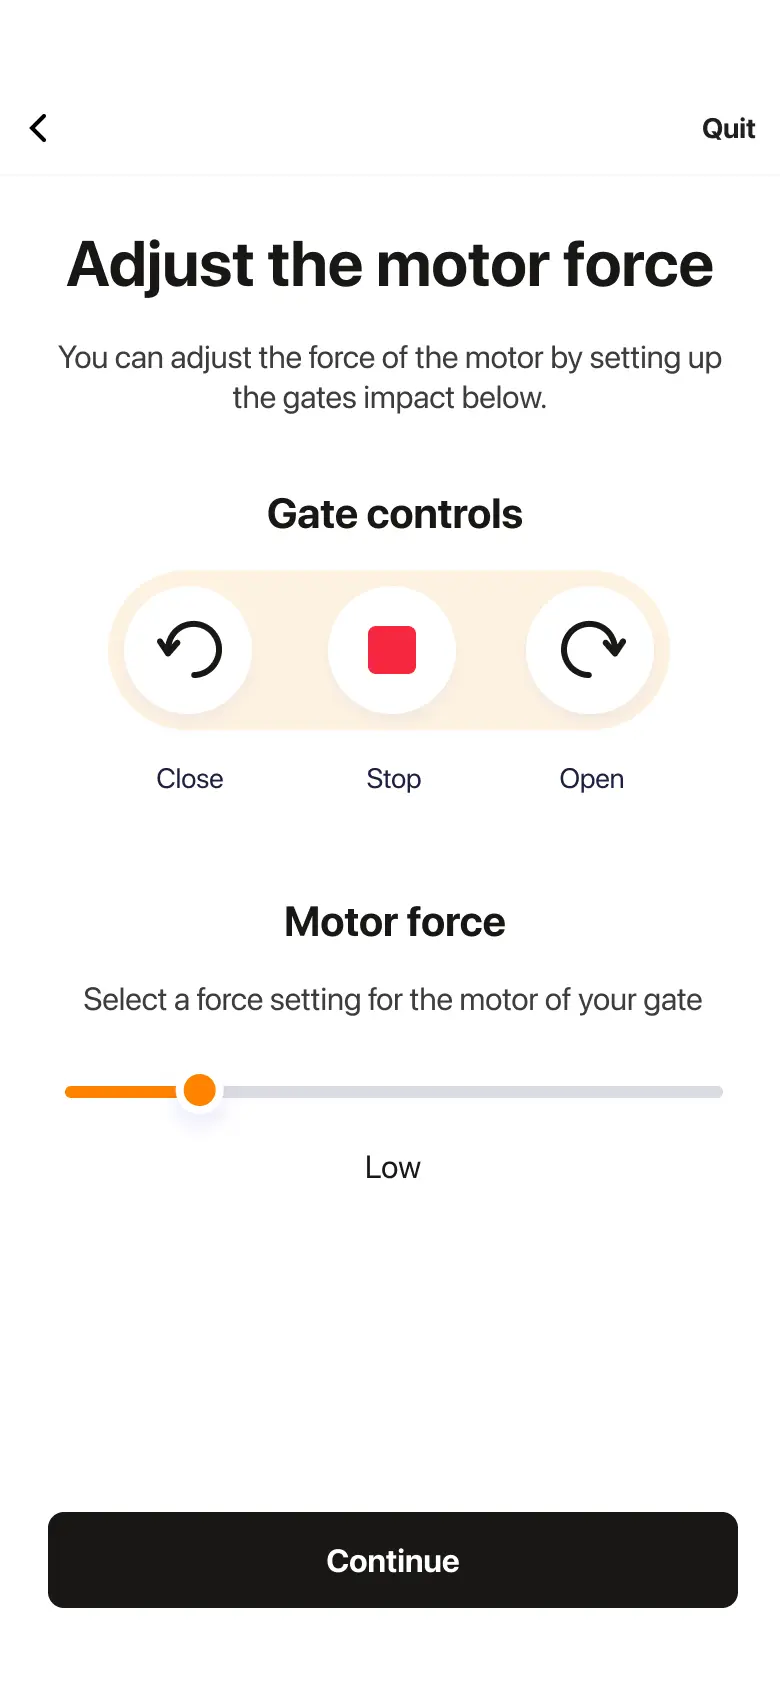 Quit
Adjust the motor force
You can adjust the force of the motor by setting up
the gates impact below.
Gate controls
Close
Stop
Open
Motor force
Select a force setting for the motor of your gate
Low
Continue